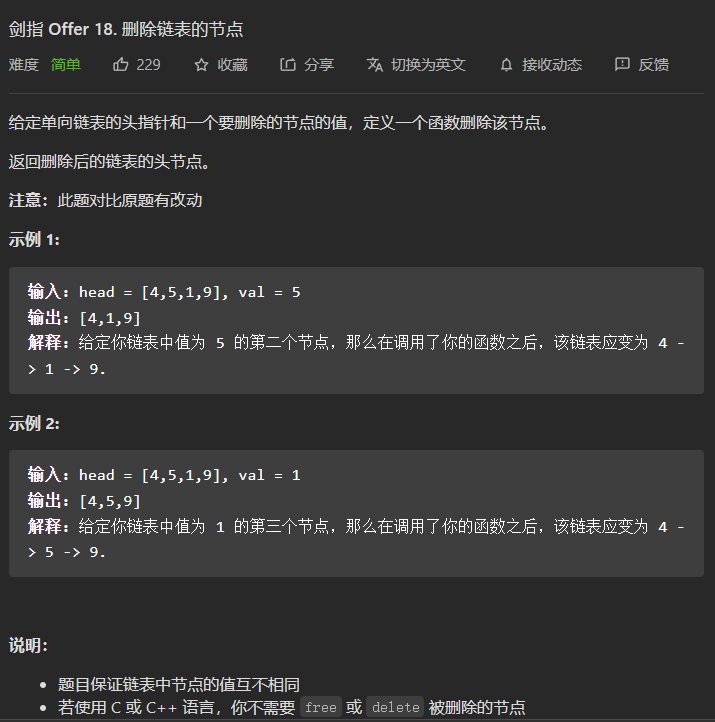 剑指 Offer 18. 删除链表的节点
难度 简单 229 收藏 分享 切换为英文 接收动态 反馈
给定单向链表的头指针和一个要删除的节点的值，定义一个函数删除该节点。
返回删除后的链表的头节点。
注意：此题对比原题有改动
示例 1:
输入: head = [4,5,1,9], val = 5
输出: [4,1,9]
解释: 给定你链表中值为 5 的第二个节点，那么在调用了你的函数之后，该链表应变为 4 -
> 1 -> 9.
示例 2:
输入: head = [4,5,1,9], val = 1
输出: [4,5,9]
解释: 给定你链表中值为 1 的第三个节点，那么在调用了你的函数之后，该链表应变为 4 -
> 5 -> 9.
说明：
• 题目保证链表中节点的值互不相同
• 若使用 C 或 C++ 语言，你不需要 free 或 delete 被删除的节点